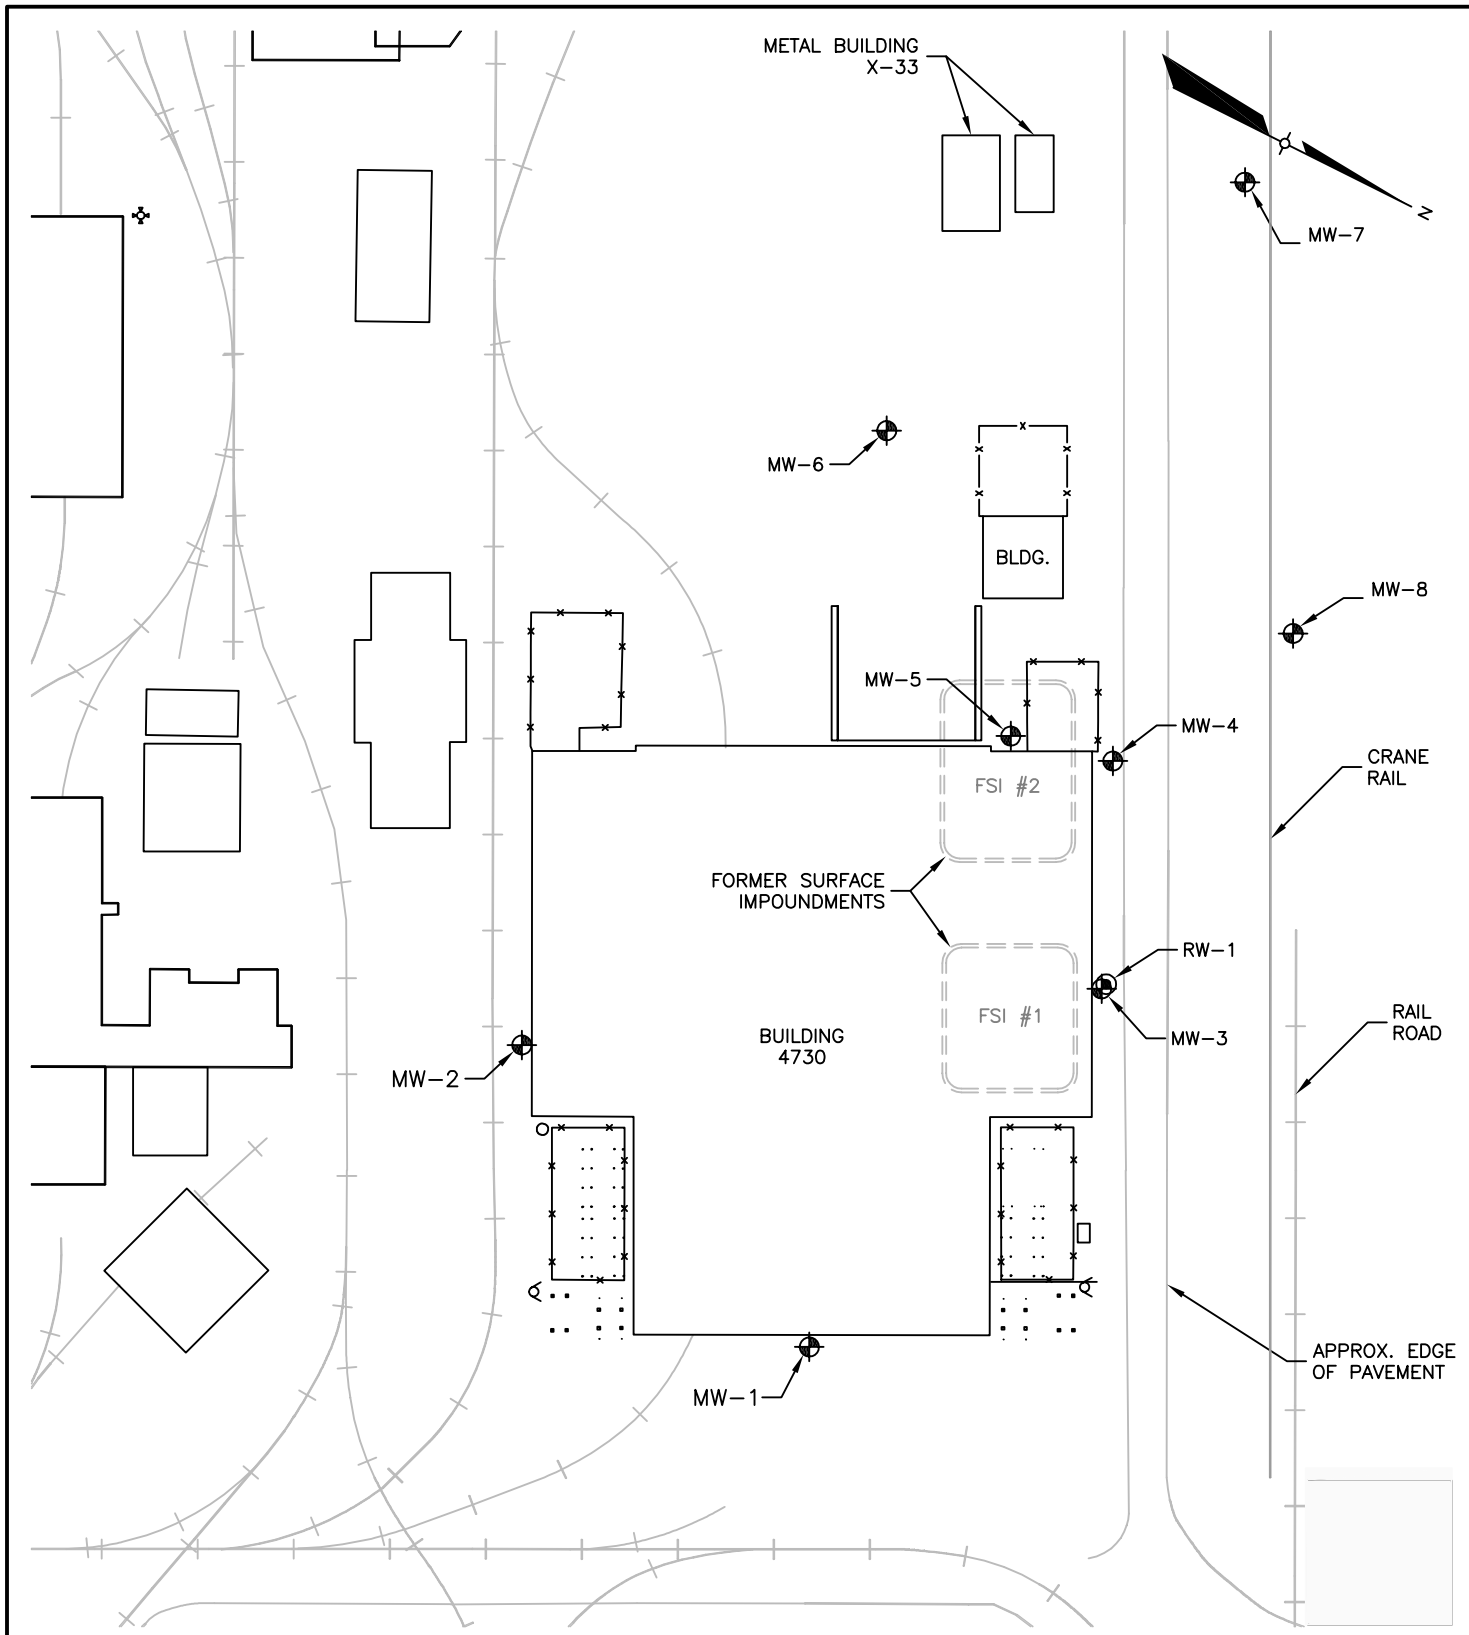 METAL BUILDING
X-33
N
MW-7
MW-6
BLDG.
MW-8
MW-5
MW-4
CRANE
RAIL
FSI #2
FORMER SURFACE
IMPOUNDMENTS
RW-1
FSI #1
RAIL
ROAD
BUILDING
4730
MW-3
MW-2
APPROX. EDGE
OF PAVEMENT
MW-1